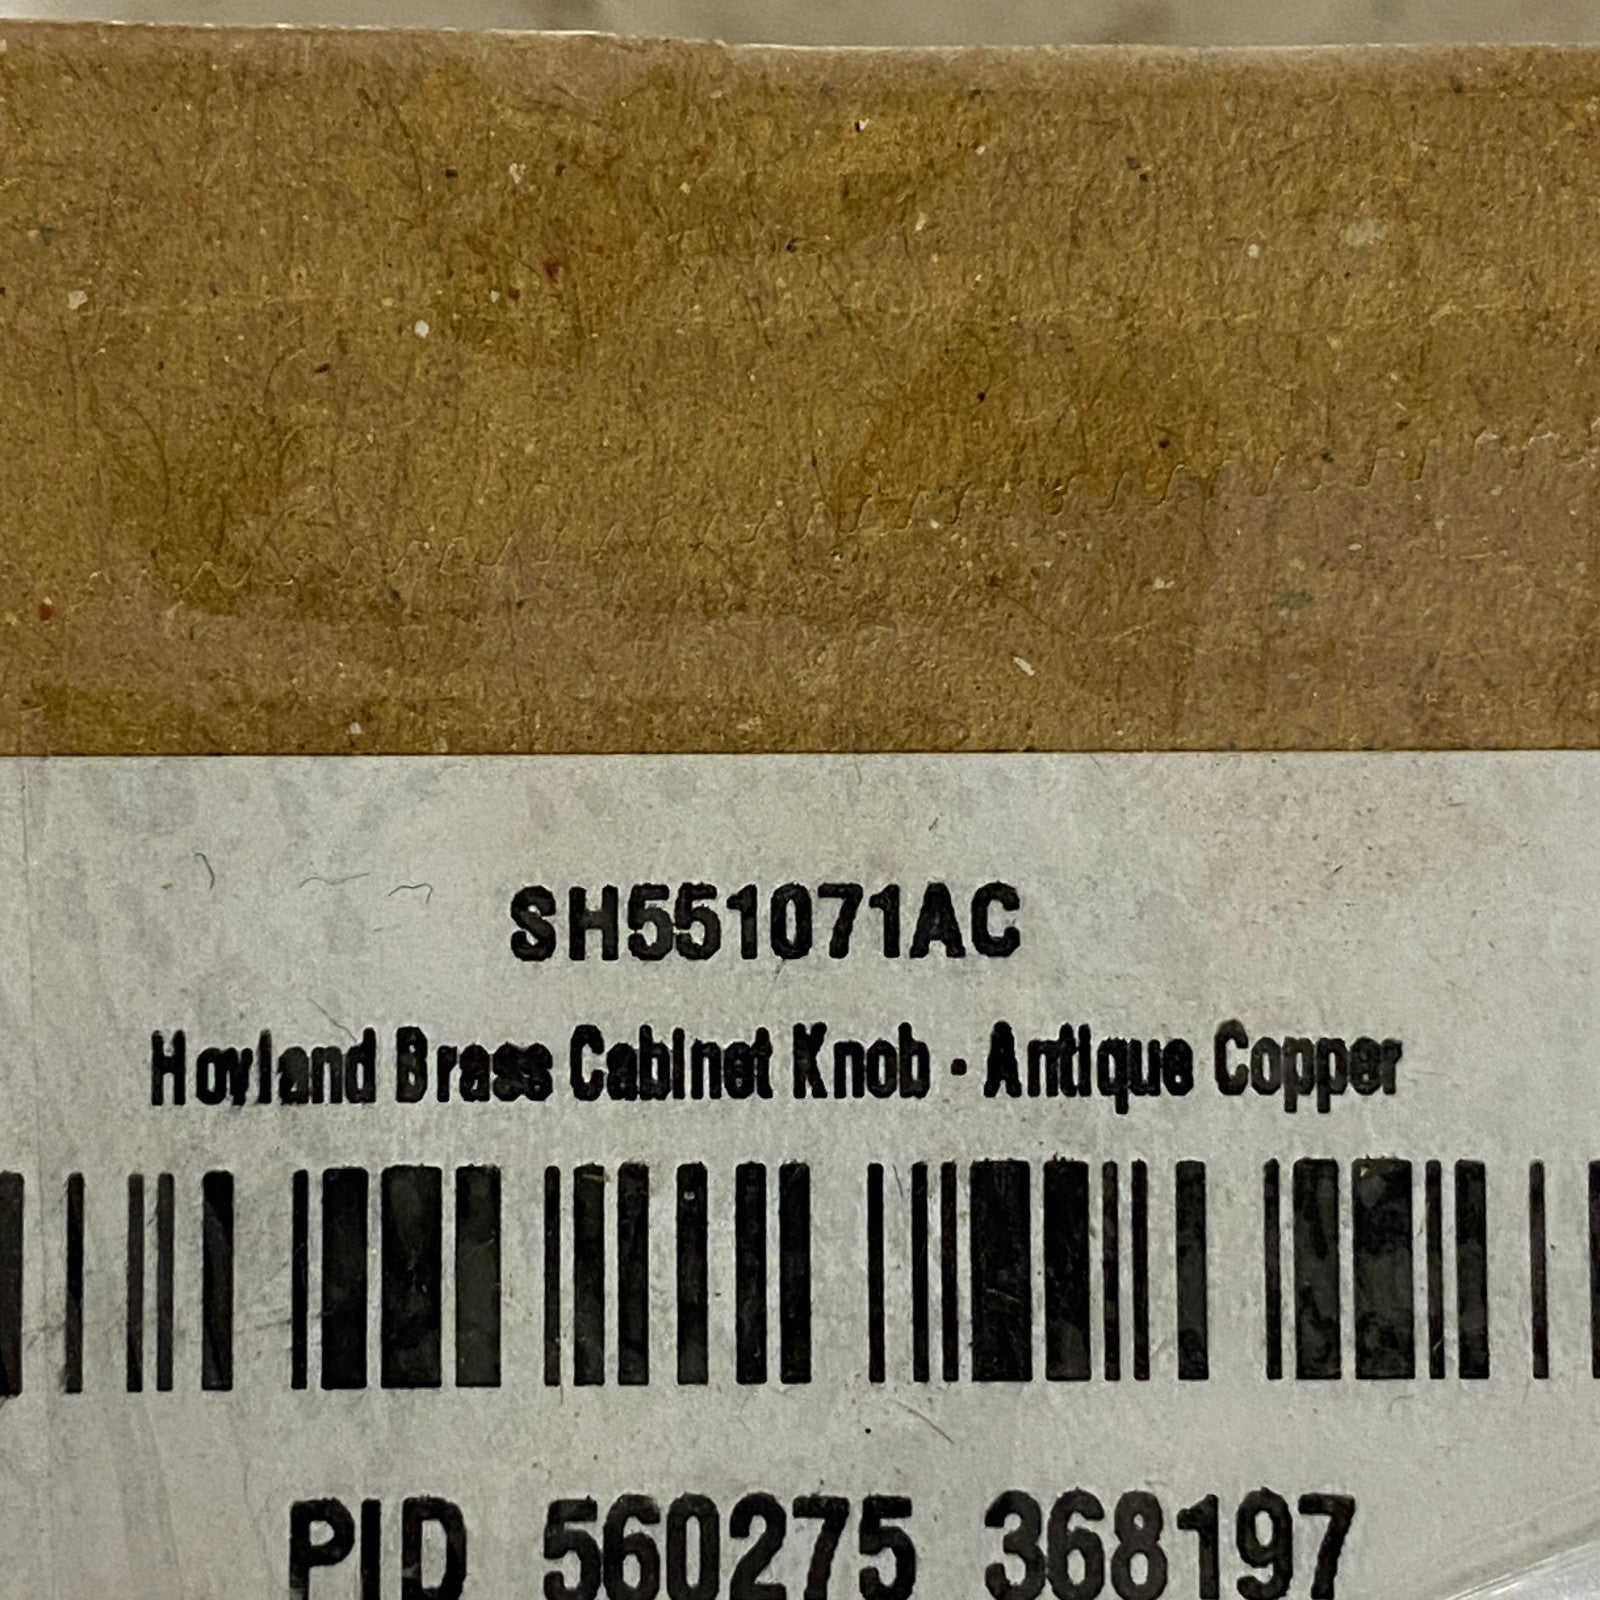 SH551071AC
Hovland Brass Cabinet Knob - Antique Copper
PID 560275 368197